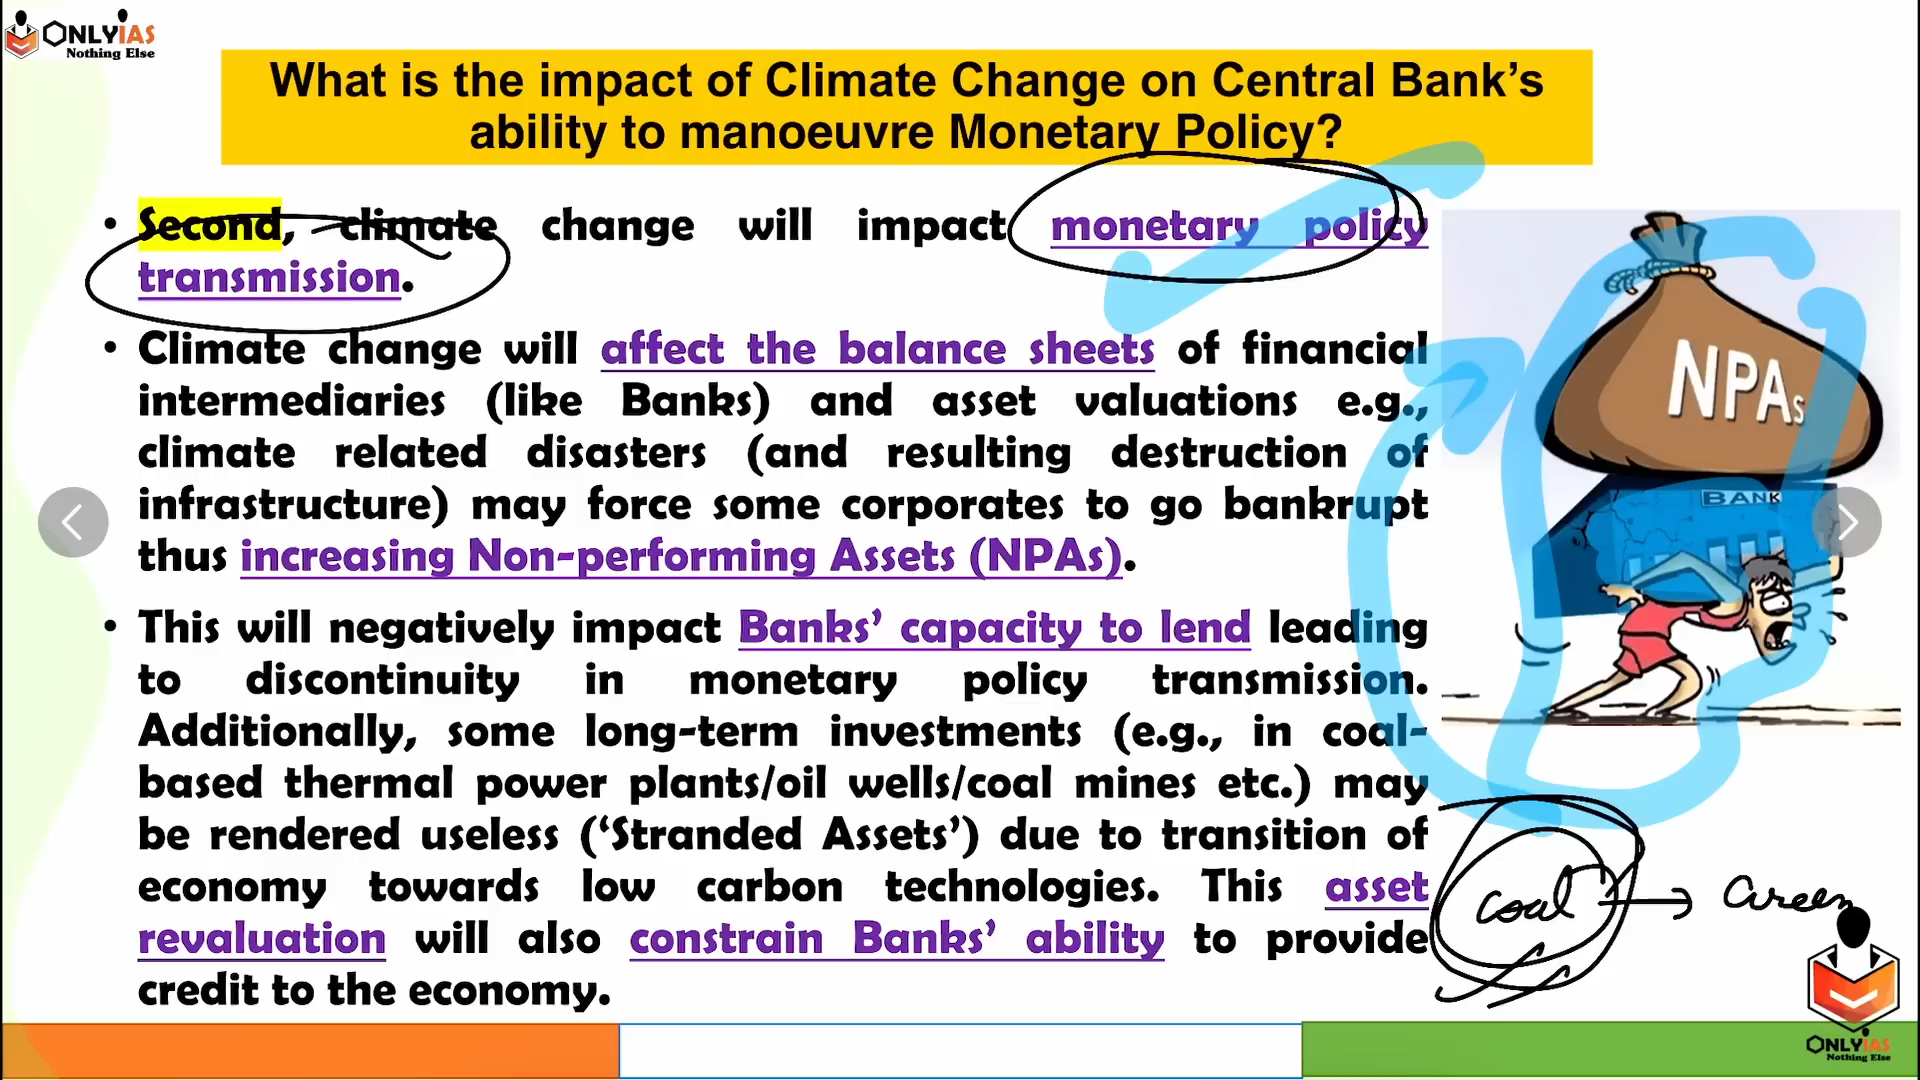 ONLYIAS
Nothing Else
What is the impact of Climate Change on Central Bank's
ability to manoeuvre Monetary Policy?
• Second, climate change will impact monetary policy
transmission.
• Climate change will affect the balance sheets of financial
intermediaries (like Banks) and asset valuations e.g.,
climate related disasters (and resulting destruction of
infrastructure) may force some corporates to go bankrupt
thus increasing Non-performing Assets (NPAs).
• This will negatively impact Banks' capacity to lend leading
to discontinuity in monetary policy transmission.
Additionally, some long-term investments (e.g., in coal-
based thermal power plants/oil wells/coal mines etc.) may
be rendered useless ('Stranded Assets') due to transition of
economy towards low carbon technologies. This asset
revaluation will also constrain Banks' ability to provide
credit to the economy.
NPAs
BANK
coal → Green
ONLYIAS
Nothing Else